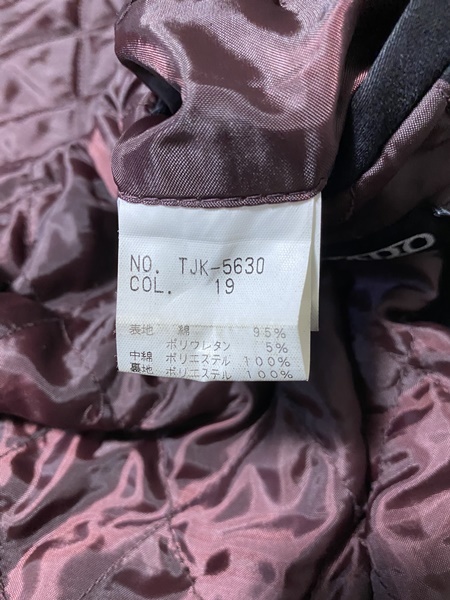 NO. TJK-5630
COL. 19
表地 綿 95%
ポリウレタン 5%
中綿 ポリエステル 100%
裏地 ポリエステル 100%